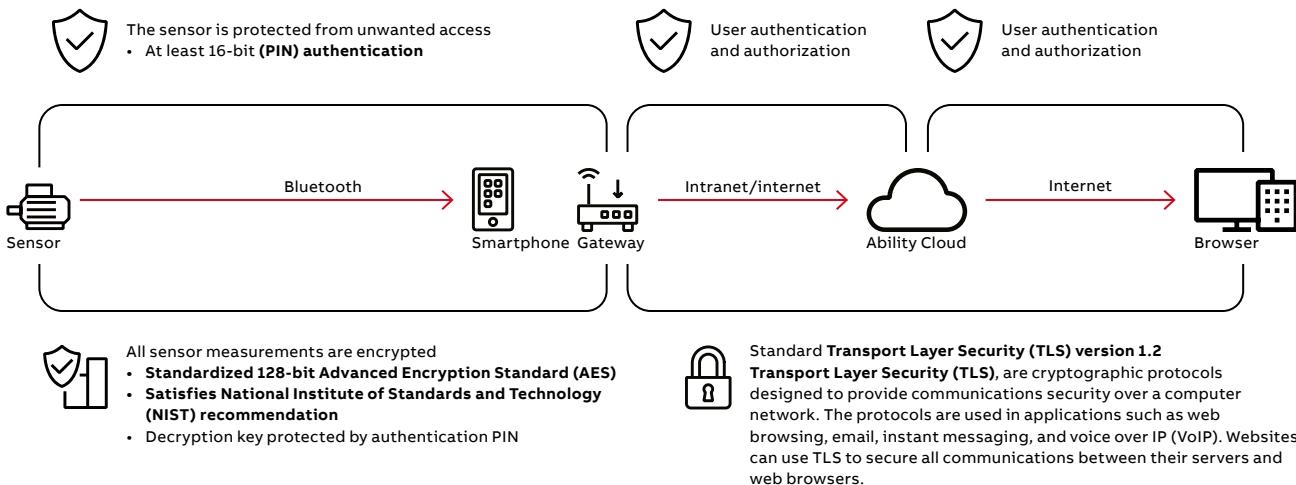 The sensor is protected from unwanted access
• At least 16-bit (PIN) authentication
User authentication
and authorization
User authentication
and authorization
Bluetooth
Intranet/internet
Internet
Sensor
Smartphone
Gateway
Ability Cloud
Browser
All sensor measurements are encrypted
• Standardized 128-bit Advanced Encryption Standard (AES)
• Satisfies National Institute of Standards and Technology
(NIST) recommendation
• Decryption key protected by authentication PIN
Standard Transport Layer Security (TLS) version 1.2
Transport Layer Security (TLS), are cryptographic protocols
designed to provide communications security over a computer
network. The protocols are used in applications such as web
browsing, email, instant messaging, and voice over IP (VoIP). Websites
can use TLS to secure all communications between their servers and
web browsers.